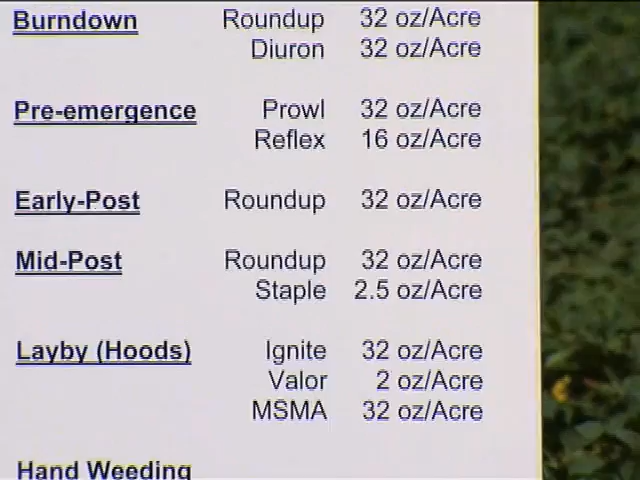 Burndown Roundup 32 oz/Acre
Diuron 32 oz/Acre
Pre-emergence Prowl 32 oz/Acre
Reflex 16 oz/Acre
Early-Post Roundup 32 oz/Acre
Mid-Post Roundup 32 oz/Acre
Staple 2.5 oz/Acre
Layby (Hoods) Ignite 32 oz/Acre
Valor 2 oz/Acre
MSMA 32 oz/Acre
Hand Weeding